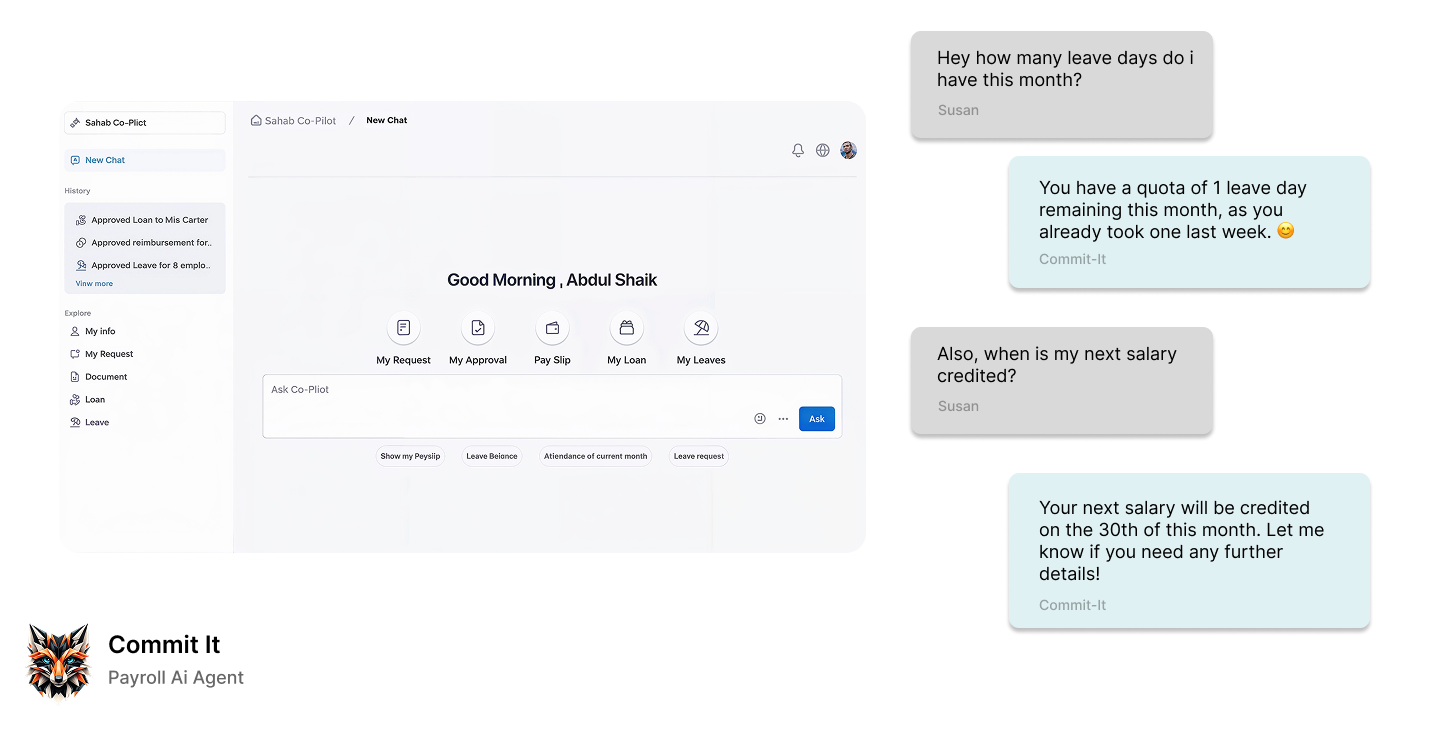 Sahab Co-Plict
New Chat
History
Approved Loan to Mis Carter
Approved reimbursement for..
Approved Leave for 8 emplo..
Vinw more
Explore
My info
My Request
Document
Loan
Leave
Sahab Co-Pilot / New Chat
Good Morning , Abdul Shaik
My Request My Approval Pay Slip My Loan My Leaves
Ask Co-Pliot
Ask
Show my Peyslip Leave Beionce Atiendance of current month Leave request
Hey how many leave days do i
have this month?
Susan
You have a quota of 1 leave day
remaining this month, as you
already took one last week. 😊
Commit-It
Also, when is my next salary
credited?
Susan
Your next salary will be credited
on the 30th of this month. Let me
know if you need any further
details!
Commit-It
Commit It
Payroll Ai Agent